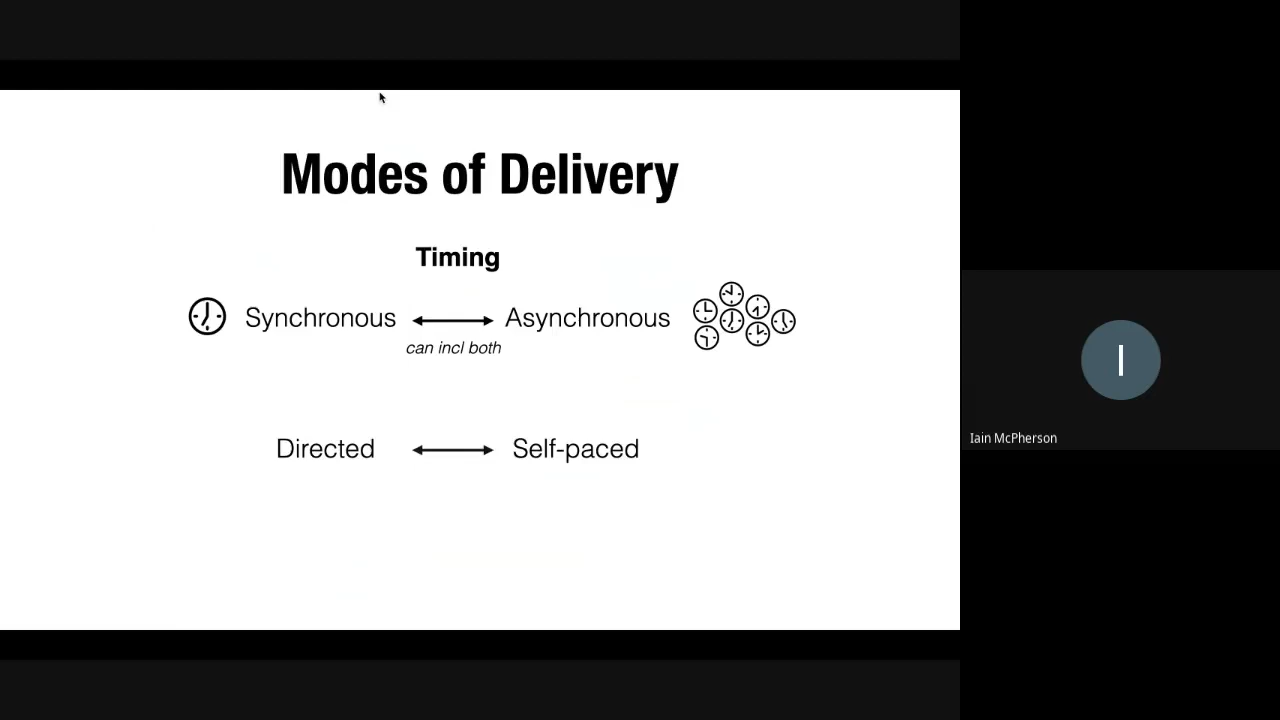 Modes of Delivery
Timing
Synchronous Asynchronous
can incl both
Directed Self-paced
I
Iain McPherson